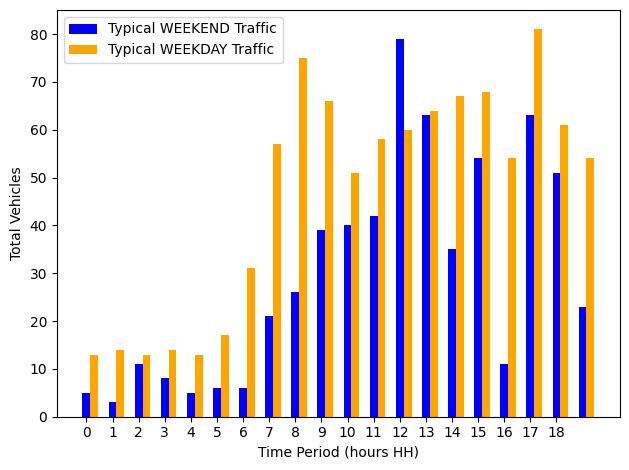 Typical WEEKEND Traffic
Typical WEEKDAY Traffic
80
70
60
50
40
30
20
10
0
Total Vehicles
0 1 2 3 4 5 6 7 8 9 10 11 12 13 14 15 16 17 18
Time Period (hours HH)